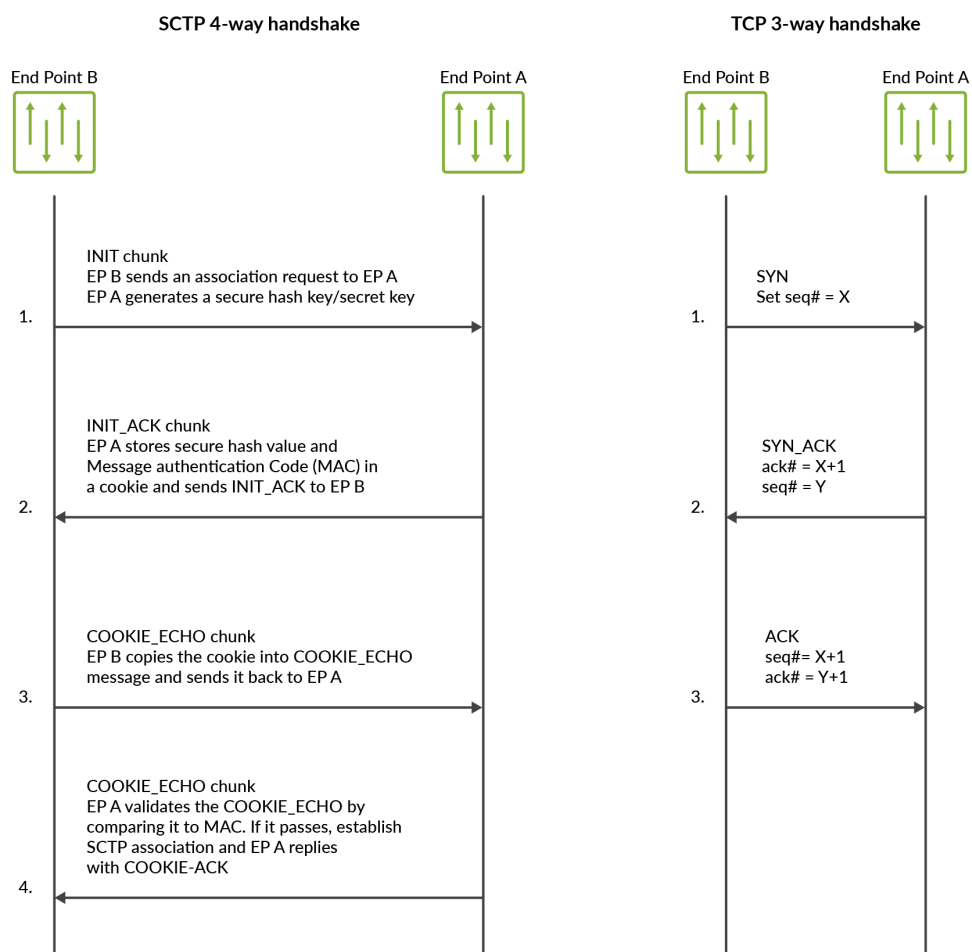 SCTP 4-way handshake
End Point B
End Point A
INIT chunk
EP B sends an association request to EP A
EP A generates a secure hash key/secret key
1.
INIT_ACK chunk
EP A stores secure hash value and
Message authentication Code (MAC) in
a cookie and sends INIT_ACK to EP B
2.
COOKIE_ECHO chunk
EP B copies the cookie into COOKIE_ECHO
message and sends it back to EP A
3.
COOKIE_ECHO chunk
EP A validates the COOKIE_ECHO by
comparing it to MAC. If it passes, establish
SCTP association and EP A replies
with COOKIE-ACK
4.
TCP 3-way handshake
End Point B
End Point A
SYN
Set seq# = X
1.
SYN_ACK
ack# = X+1
seq# = Y
2.
ACK
seq#= X+1
ack# = Y+1
3.